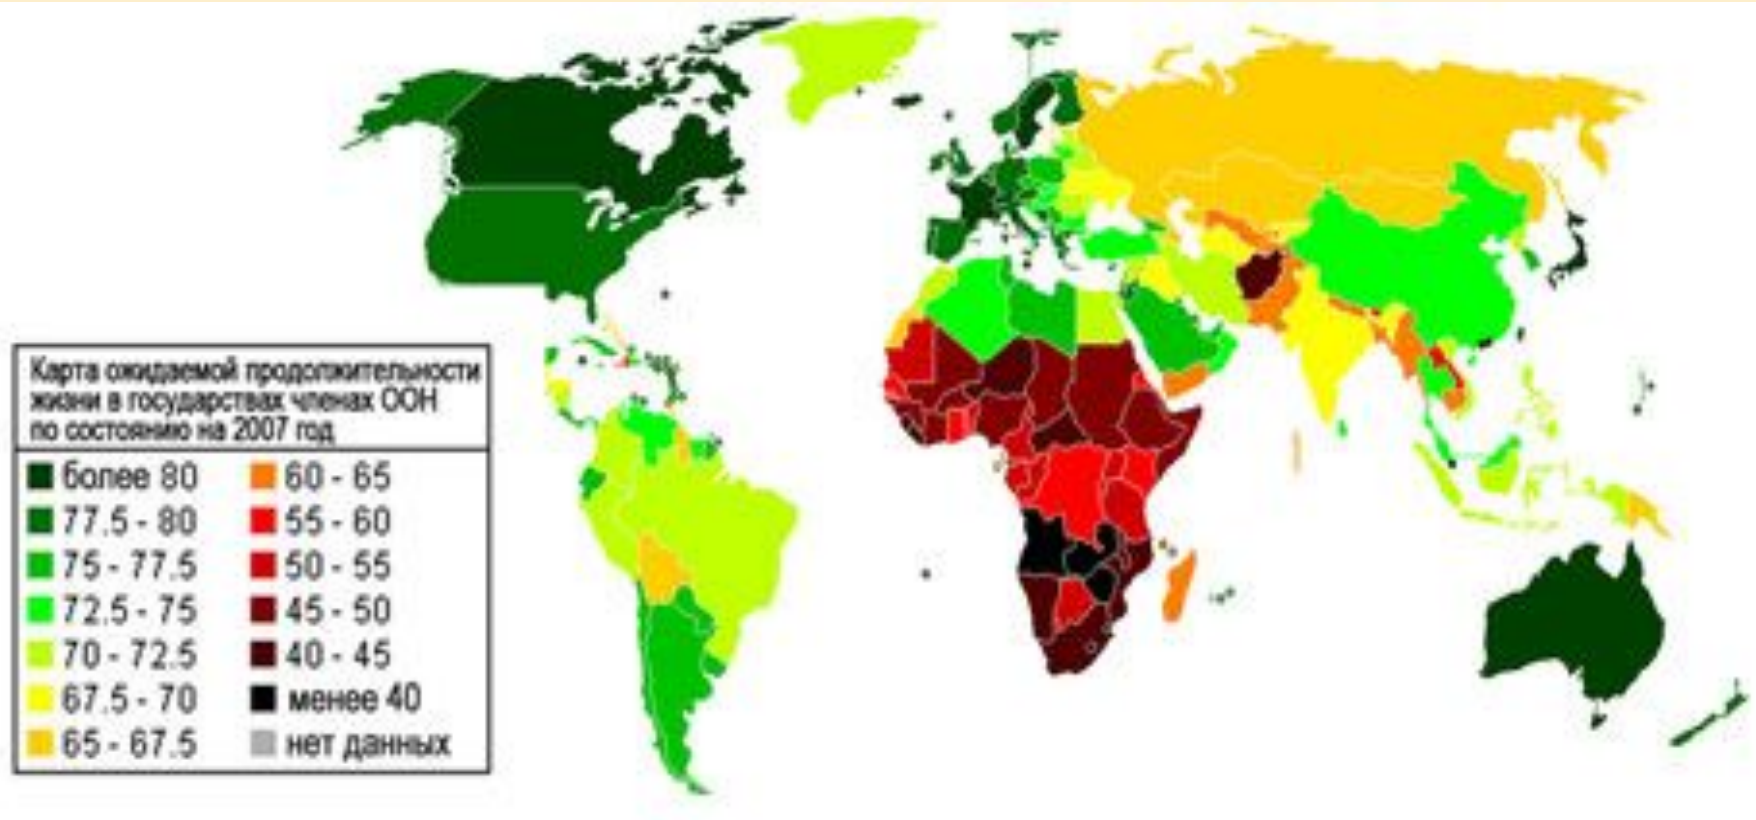 Карта ожидаемой продолжительности
жизни в государствах членах ООН
по состоянию на 2007 год
более 80
77.5 - 80
75 - 77.5
72.5 - 75
70 - 72.5
67.5 - 70
65 - 67.5
60 - 65
55 - 60
50 - 55
45 - 50
40 - 45
менее 40
нет данных